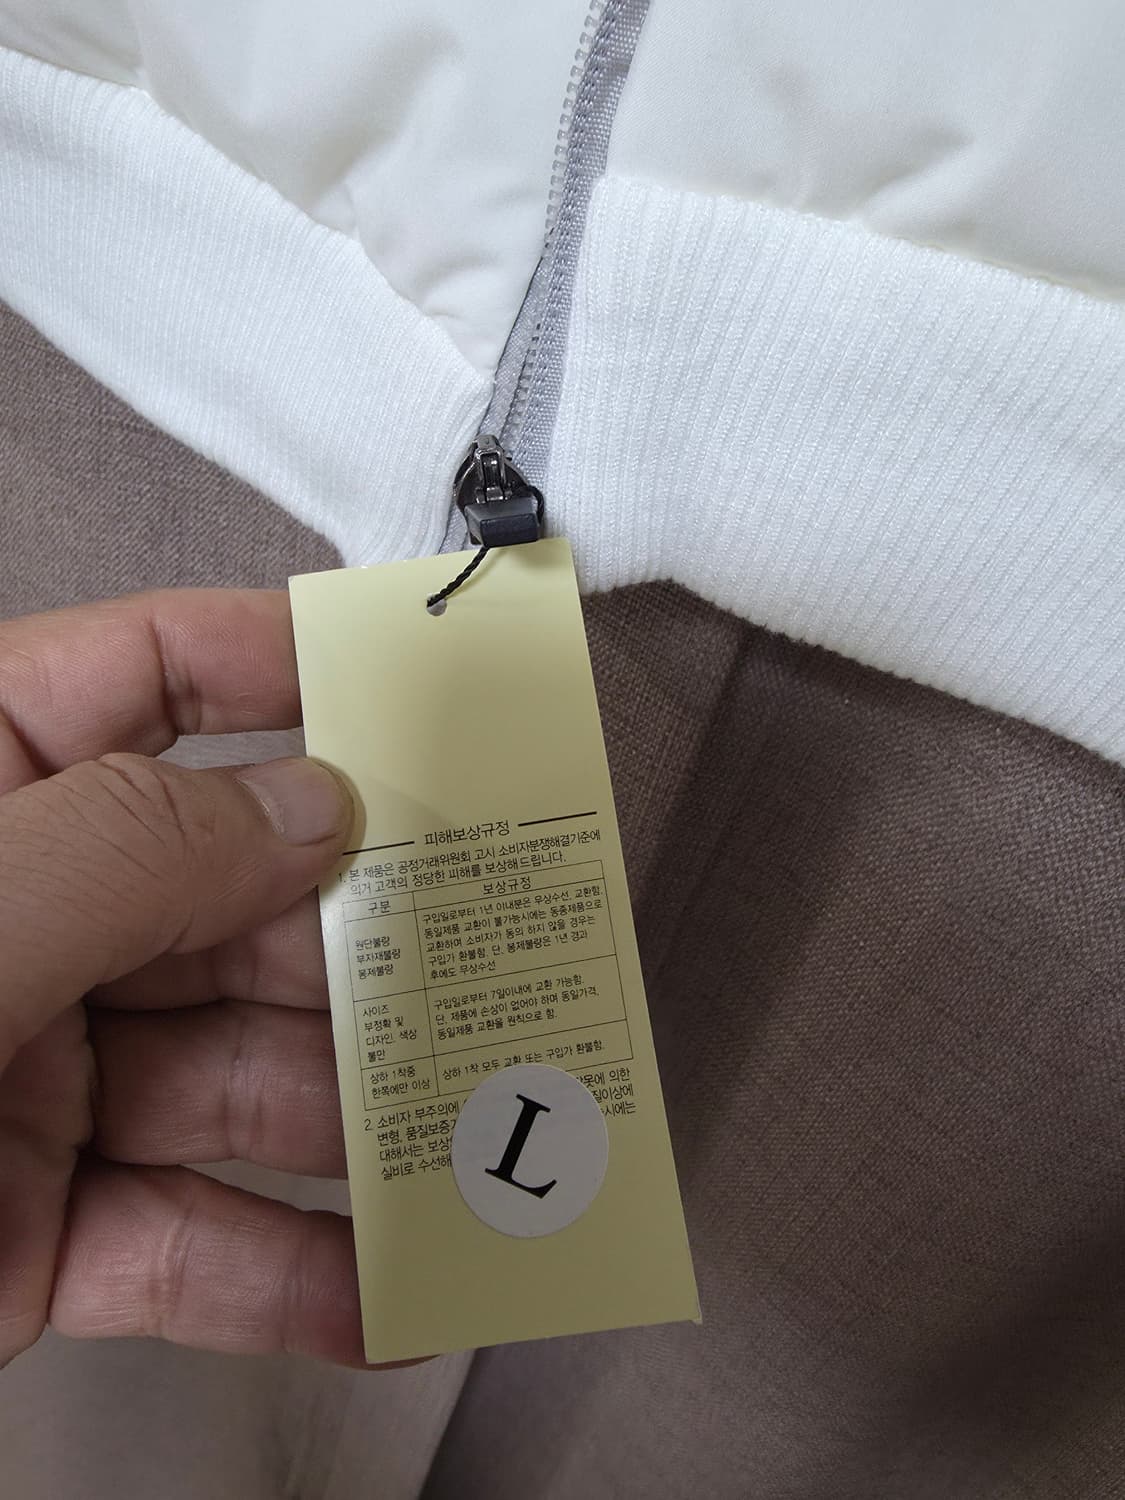 피해보상규정
1. 본 제품은 공정거래위원회 고시 소비자분쟁해결기준에
의거 고객의 정당한 피해를 보상해드립니다.
구분
보상규정
원단불량
부자재불량
봉제불량
구입일로부터 1년 이내분은 무상수선, 교환함.
동일제품 교환이 불가능시에는 동종제품으로
교환하며 소비자가 동의 하지 않을 경우는
구입가 환불함. 단, 봉제불량은 1년 경과
후에도 무상수선
사이즈
부정확 및
디자인, 색상
불만
구입일로부터 7일이내에 교환 가능함.
단, 제품에 손상이 없어야 하며 동일가격,
동일제품 교환을 원칙으로 함.
상하 1착중
한쪽에만 이상
상하 1착 모두 교환 또는 구입가 환불함.
2. 소비자 부주의에 의한
변형, 품질보증
대해서는 보상
실비로 수선해
L